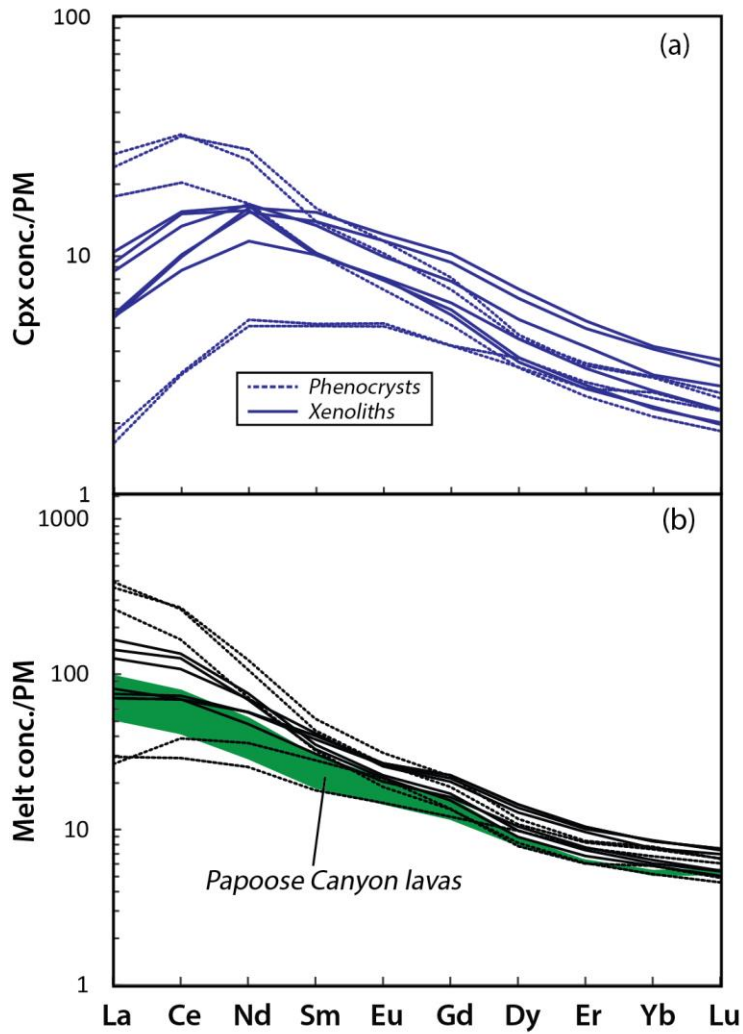 100
(a)
10
Cpx conc./PM
Phenocrysts
Xenoliths
1
1000
(b)
100
Melt conc./PM
10
Papoose Canyon lavas
1
La Ce Nd Sm Eu Gd Dy Er Yb Lu